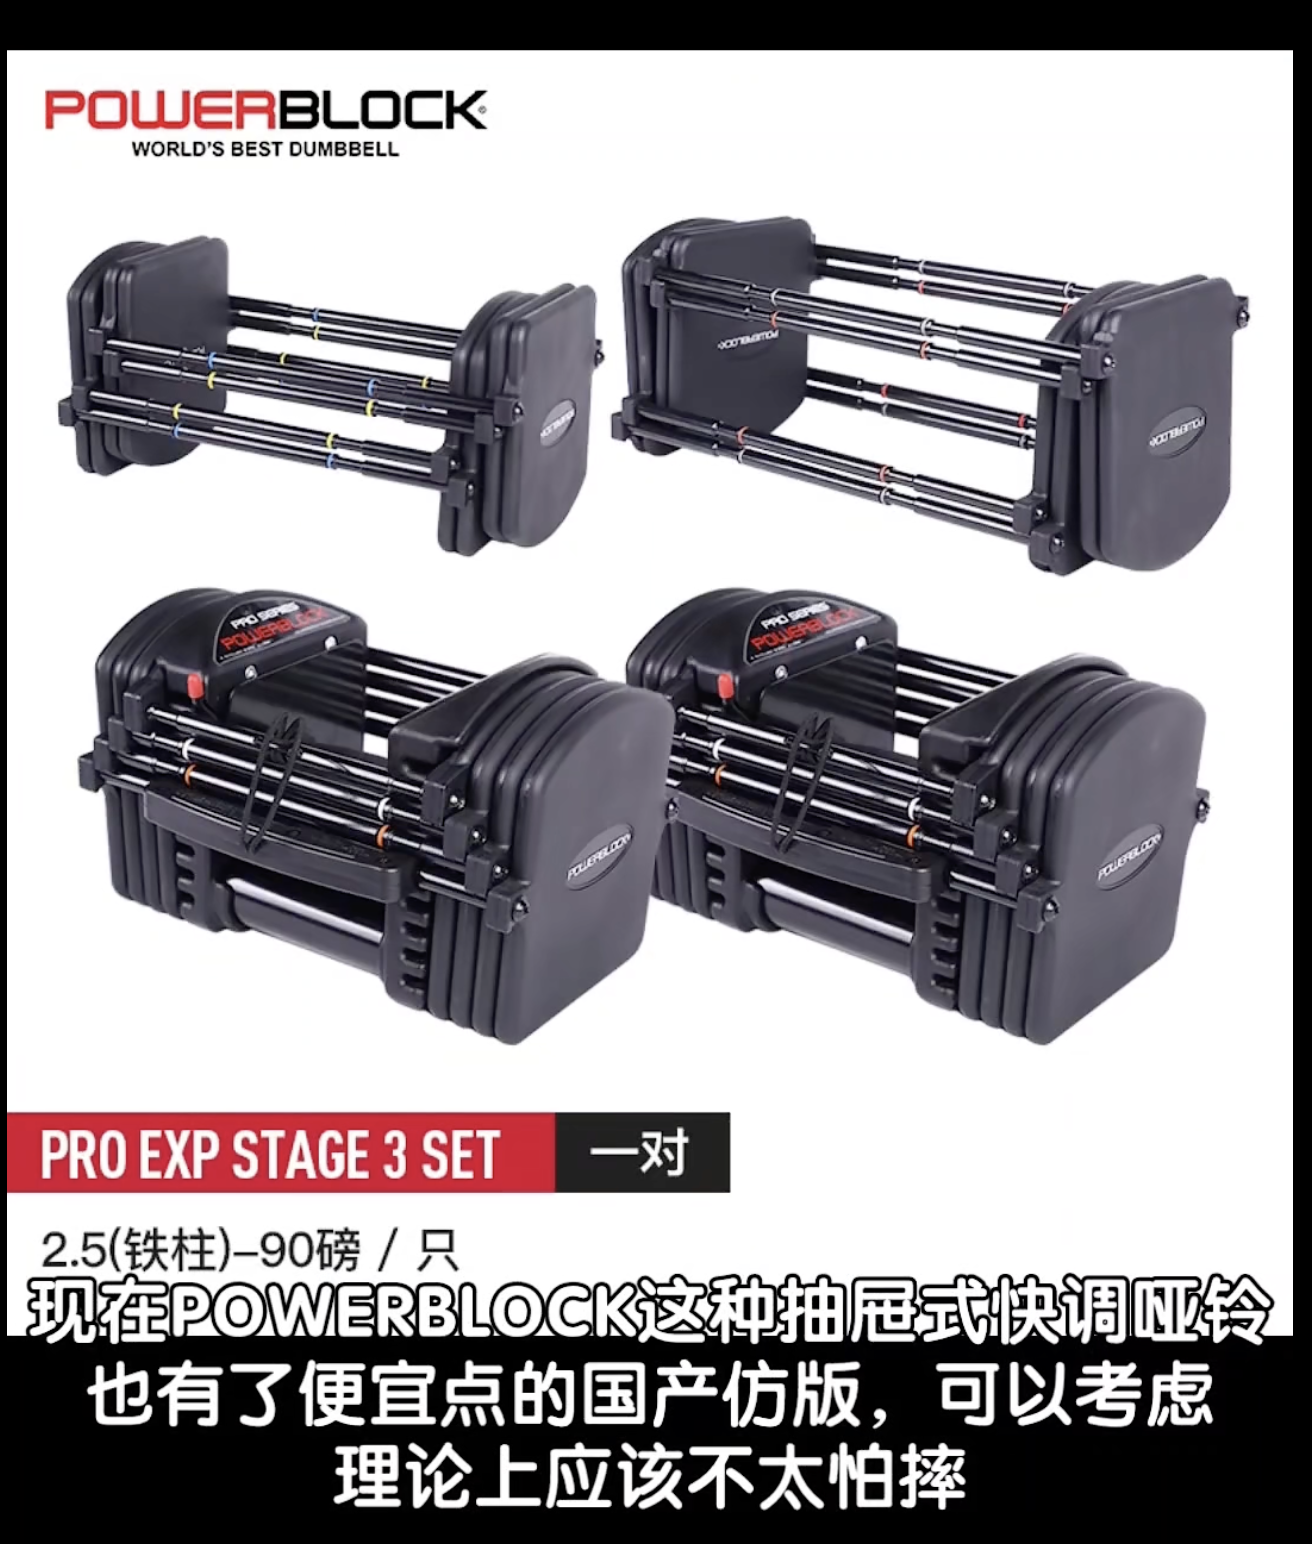 POWERBLOCK
WORLD'S BEST DUMBBELL
POWERBLOCK
POWERBLOCK
POWERBLOCK
PRO SERIES
POWERBLOCK
PRO SERIES
POWERBLOCK
POWERBLOCK
POWERBLOCK
PRO EXP STAGE 3 SET 一对
2.5(铁柱)–90磅 / 只
现在POWERBLOCK这种抽屉式快调哑铃
也有了便宜点的国产仿版，可以考虑
理论上应该不太怕摔